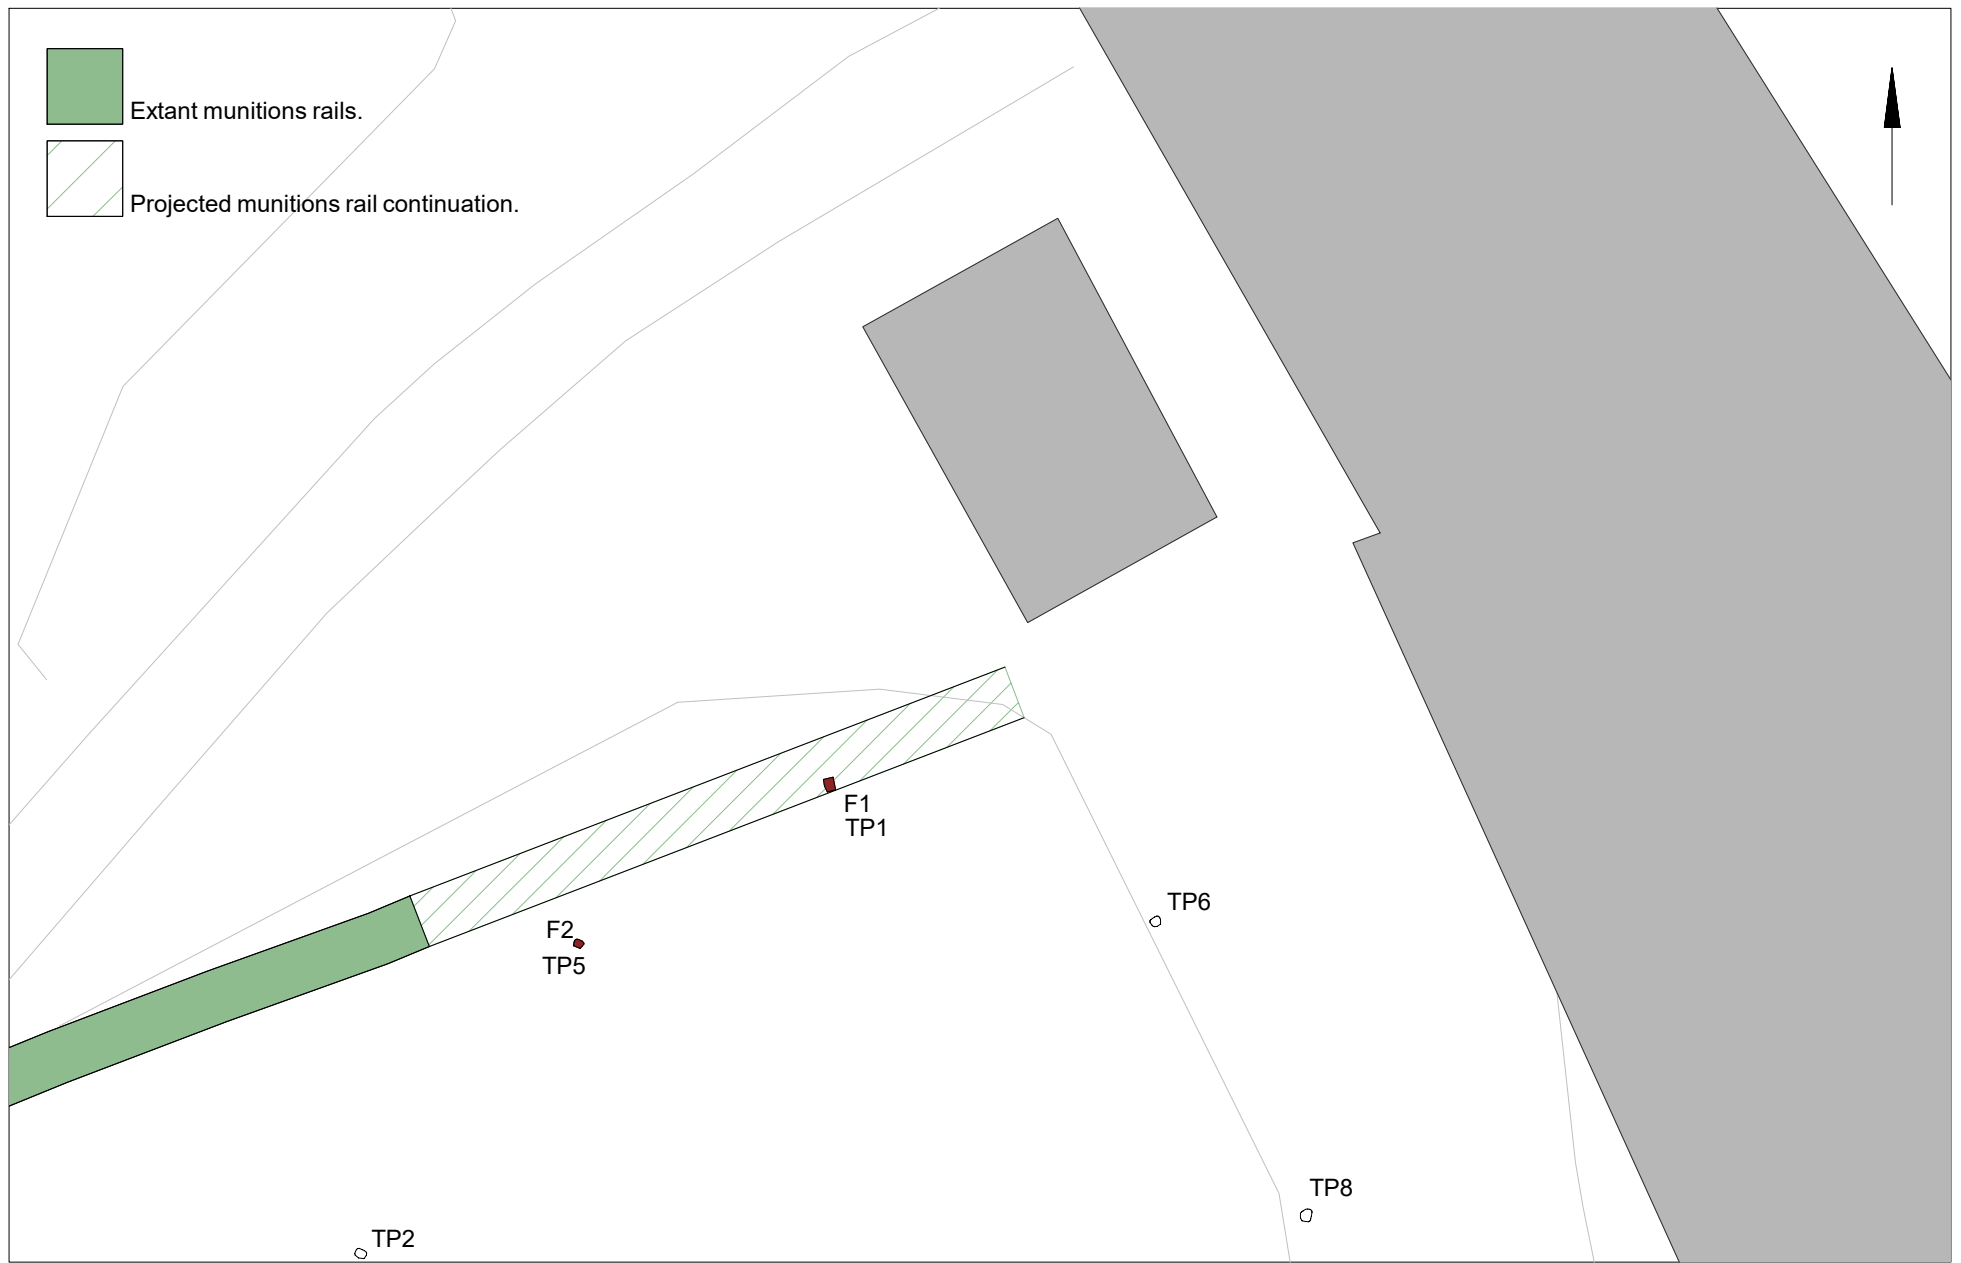 Extant munitions rails.
Projected munitions rail continuation.
F1
TP1
TP6
F2
TP5
TP8
TP2